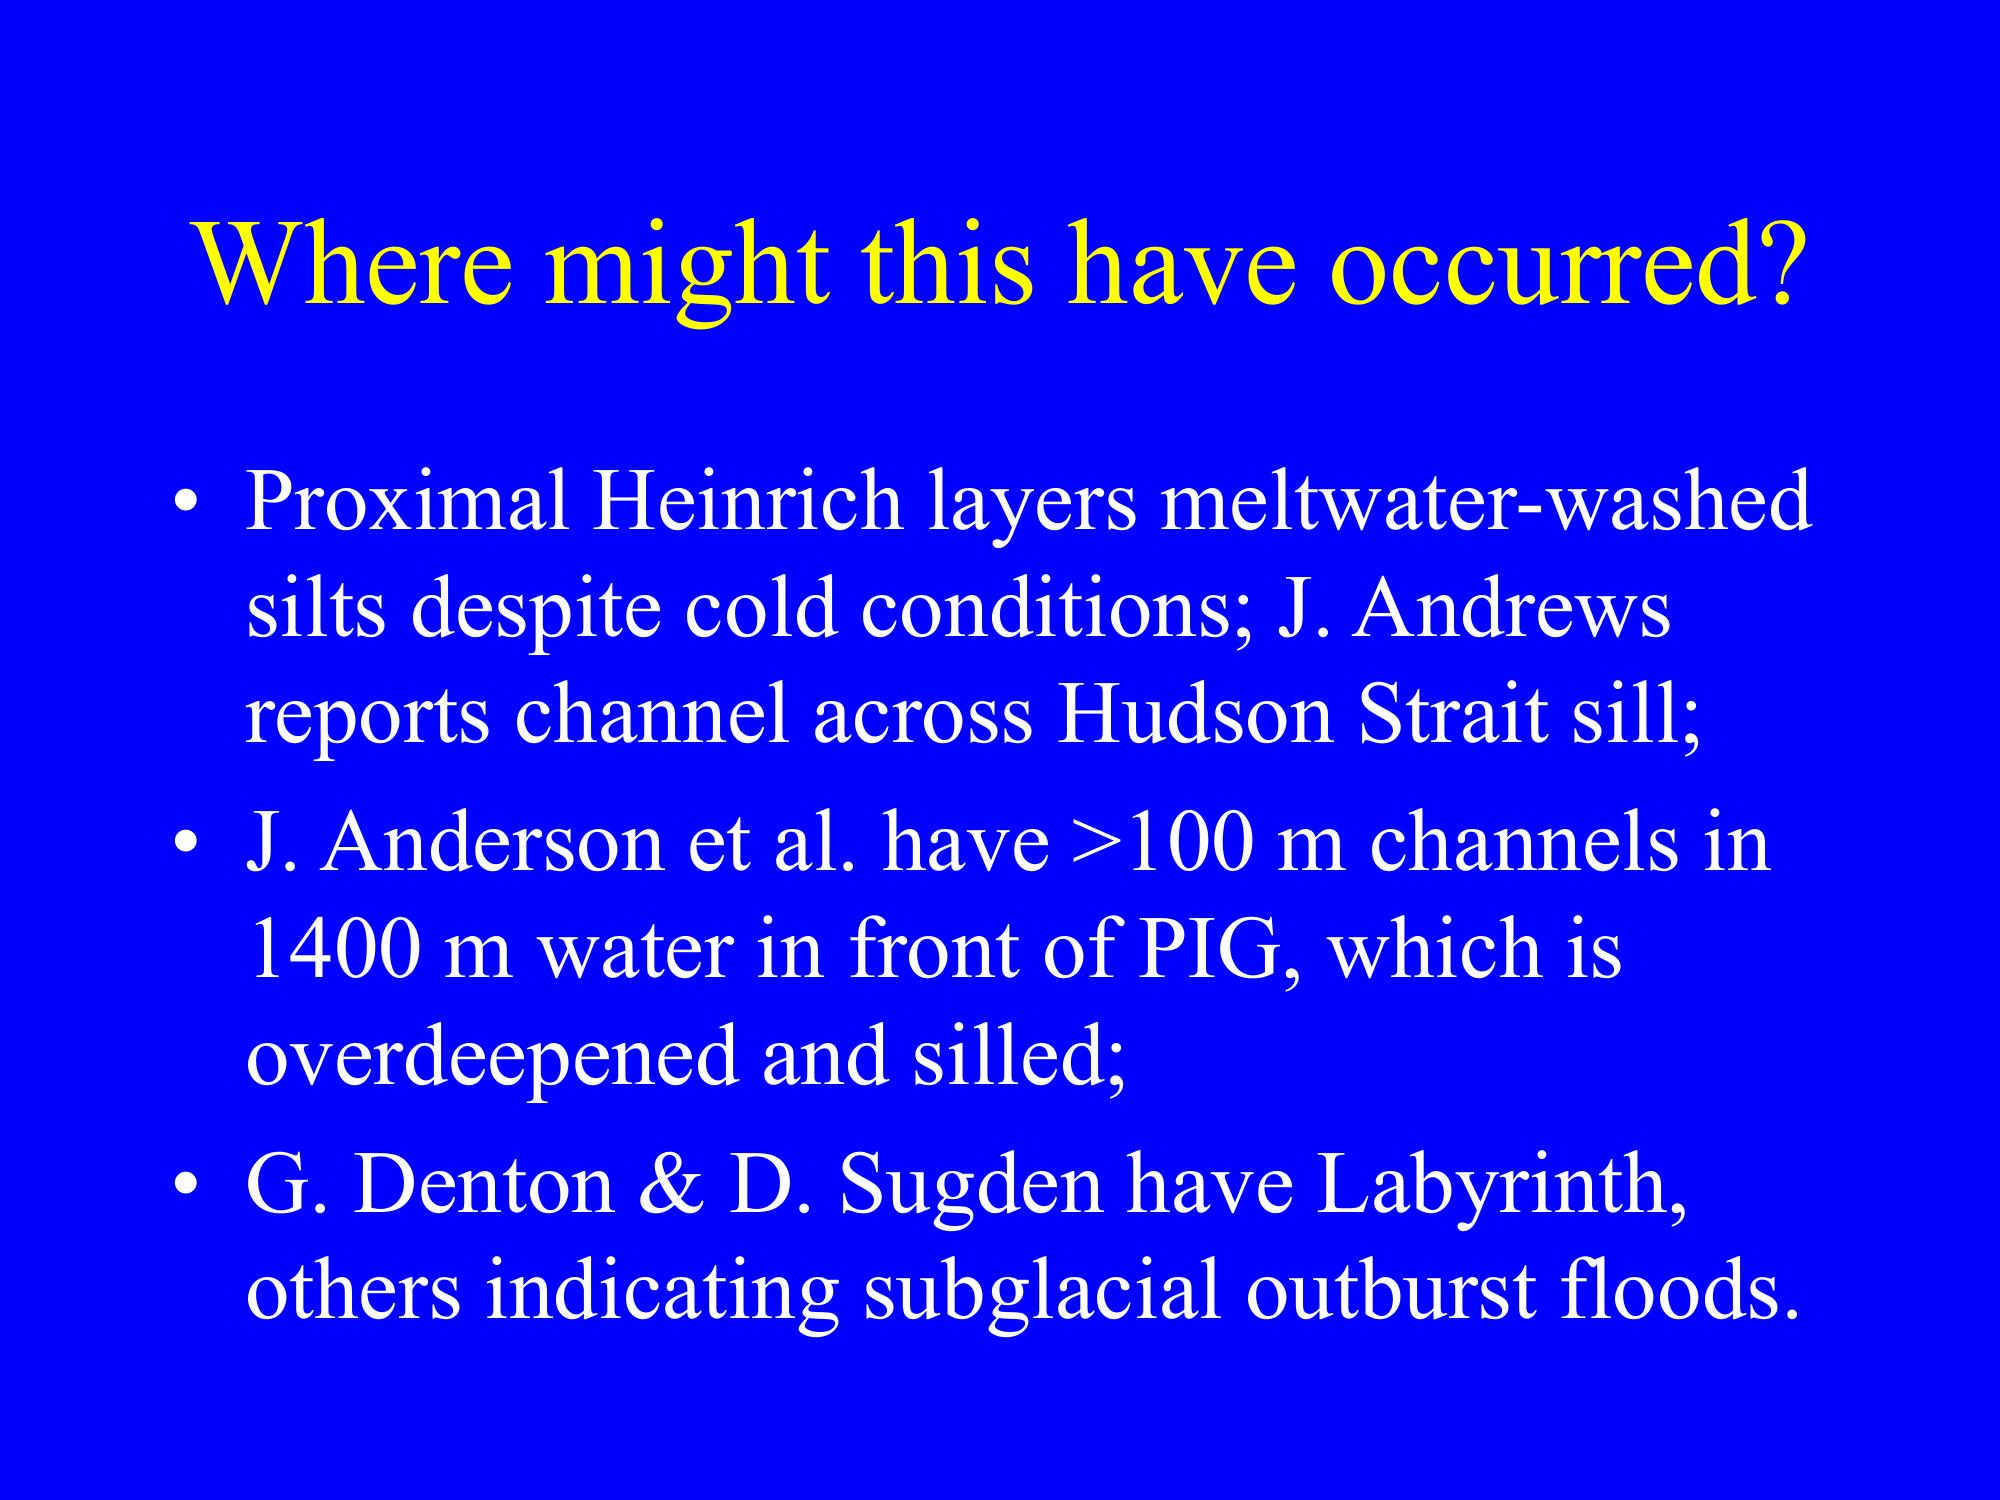 Where might this have occurred?
• Proximal Heinrich layers meltwater-washed
silts despite cold conditions; J. Andrews
reports channel across Hudson Strait sill;
• J. Anderson et al. have >100 m channels in
1400 m water in front of PIG, which is
overdeepened and silled;
• G. Denton & D. Sugden have Labyrinth,
others indicating subglacial outburst floods.